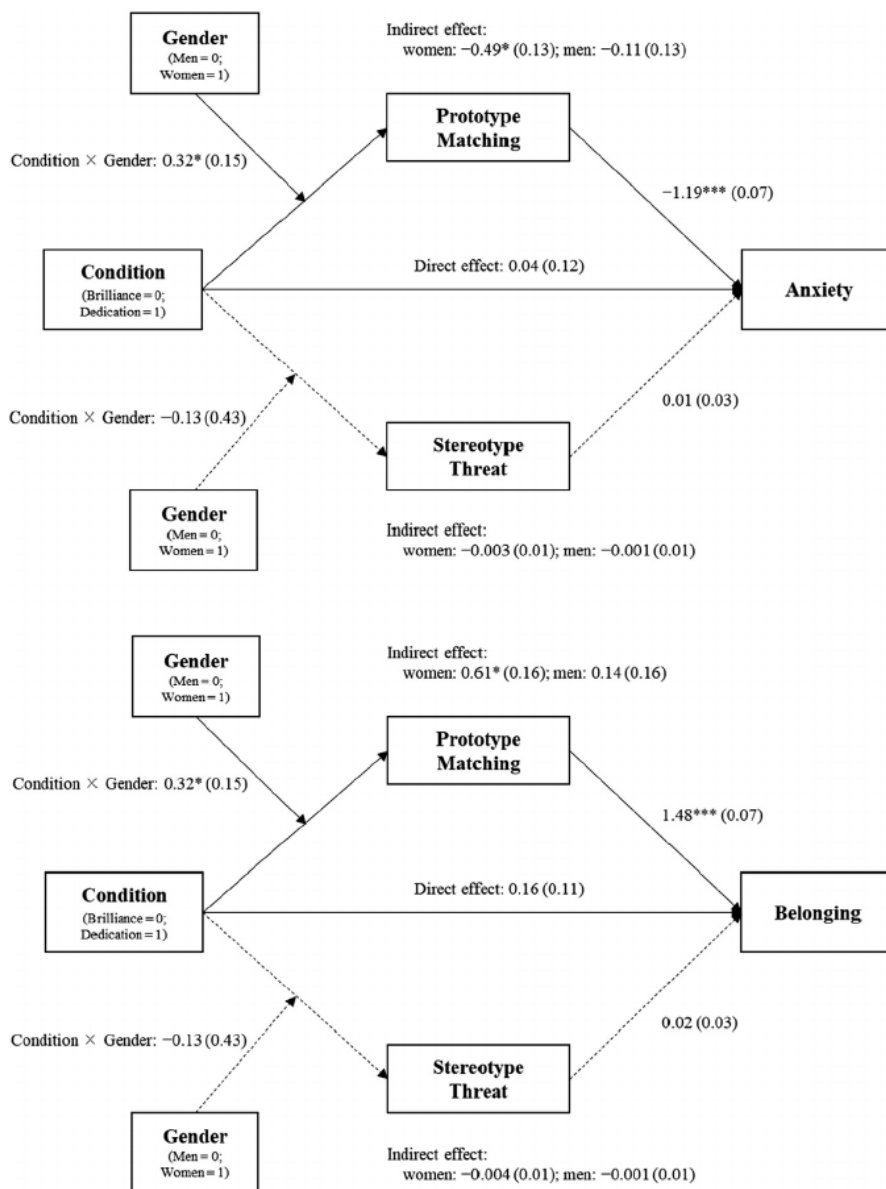 Gender
(Men = 0;
Women = 1)
Indirect effect:
women: −0.49* (0.13); men: −0.11 (0.13)
Prototype
Matching
Condition × Gender: 0.32* (0.15)
−1.19*** (0.07)
Condition
(Brilliance = 0;
Dedication = 1)
Direct effect: 0.04 (0.12)
Anxiety
Condition × Gender: −0.13 (0.43)
0.01 (0.03)
Stereotype
Threat
Gender
(Men = 0;
Women = 1)
Indirect effect:
women: −0.003 (0.01); men: −0.001 (0.01)
Gender
(Men = 0;
Women = 1)
Indirect effect:
women: 0.61* (0.16); men: 0.14 (0.16)
Prototype
Matching
Condition × Gender: 0.32* (0.15)
1.48*** (0.07)
Condition
(Brilliance = 0;
Dedication = 1)
Direct effect: 0.16 (0.11)
Belonging
Condition × Gender: −0.13 (0.43)
0.02 (0.03)
Stereotype
Threat
Gender
(Men = 0;
Women = 1)
Indirect effect:
women: −0.004 (0.01); men: −0.001 (0.01)